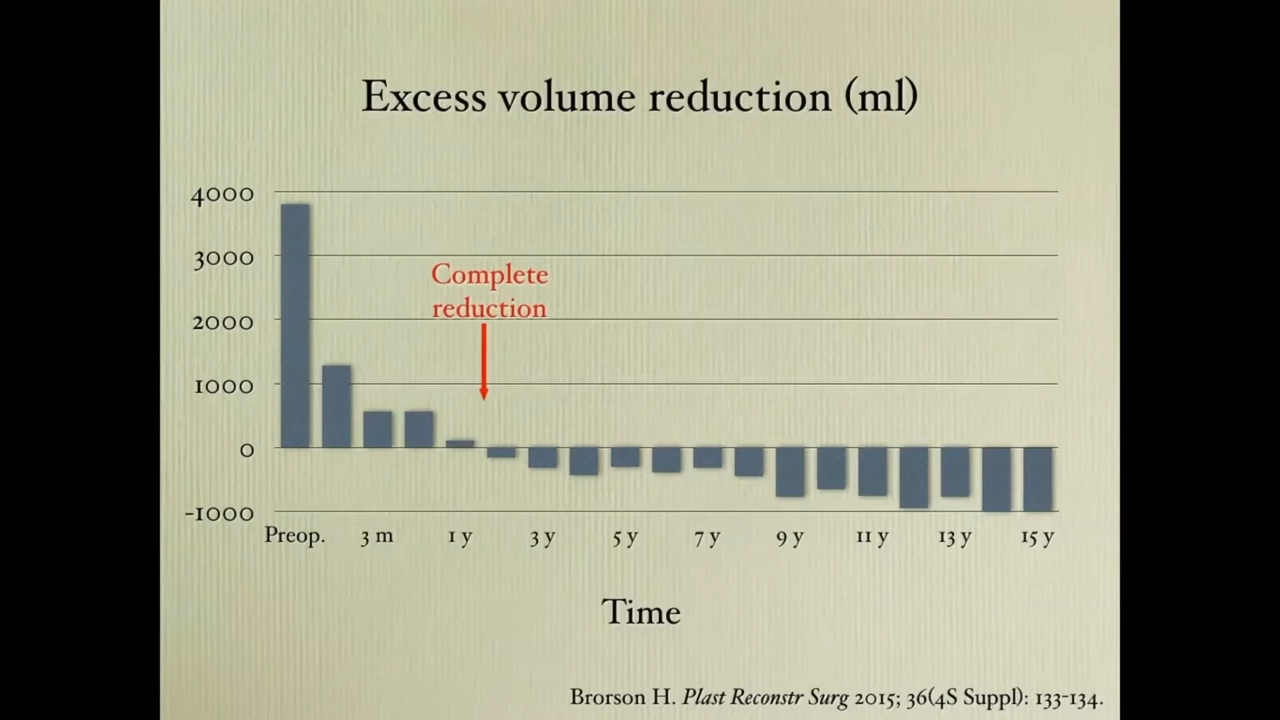 Excess volume reduction (ml)
4000
3000
2000
1000
0
-1000
Complete
reduction
Preop. 3 m 1 y 3 y 5 y 7 y 9 y 11 y 13 y 15 y
Time
Brorson H. Plast Reconstr Surg 2015; 36(4S Suppl): 133-134.